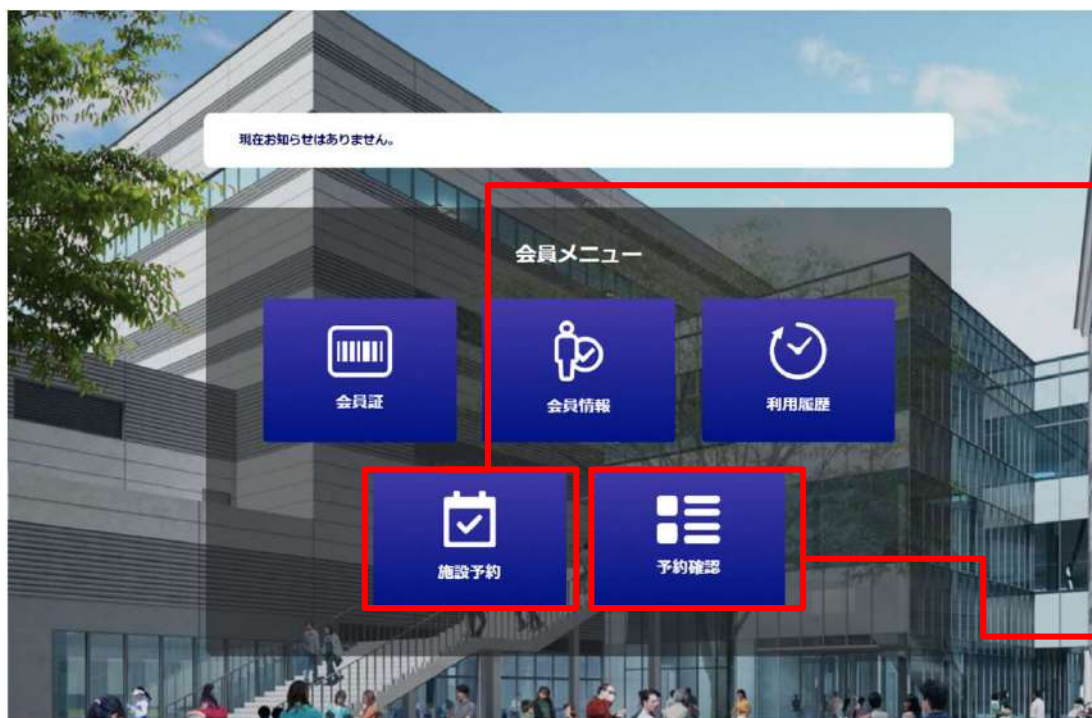 現在お知らせはありません。
会員メニュー
会員証
会員情報
利用履歴
施設予約
予約確認